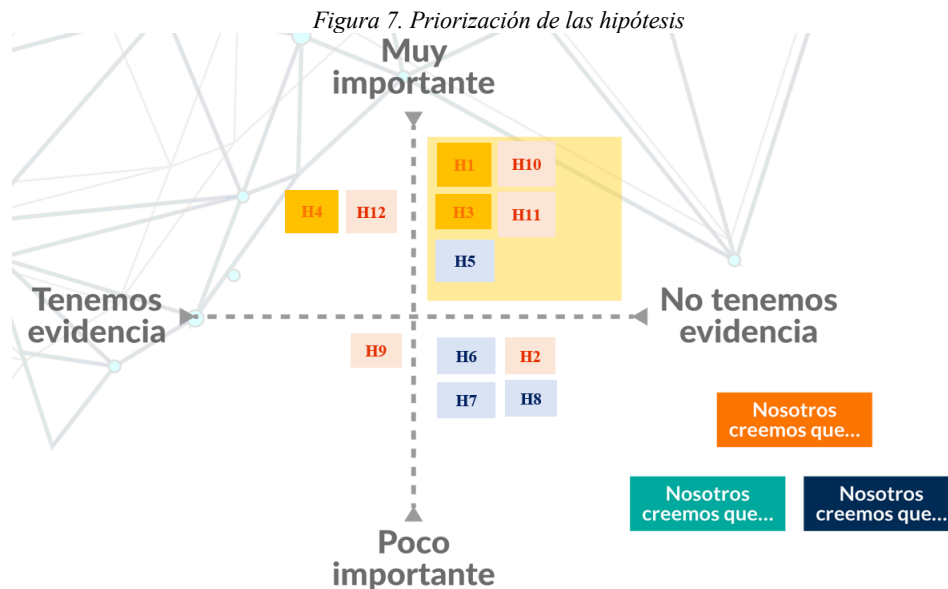 Figura 7. Priorización de las hipótesis
Muy
importante
H1 H10
H4 H12 H3 H11
H5
Tenemos
evidencia
No tenemos
evidencia
H9 H6 H2
H7 H8
Nosotros
creemos que...
Nosotros
creemos que...
Nosotros
creemos que...
Poco
importante